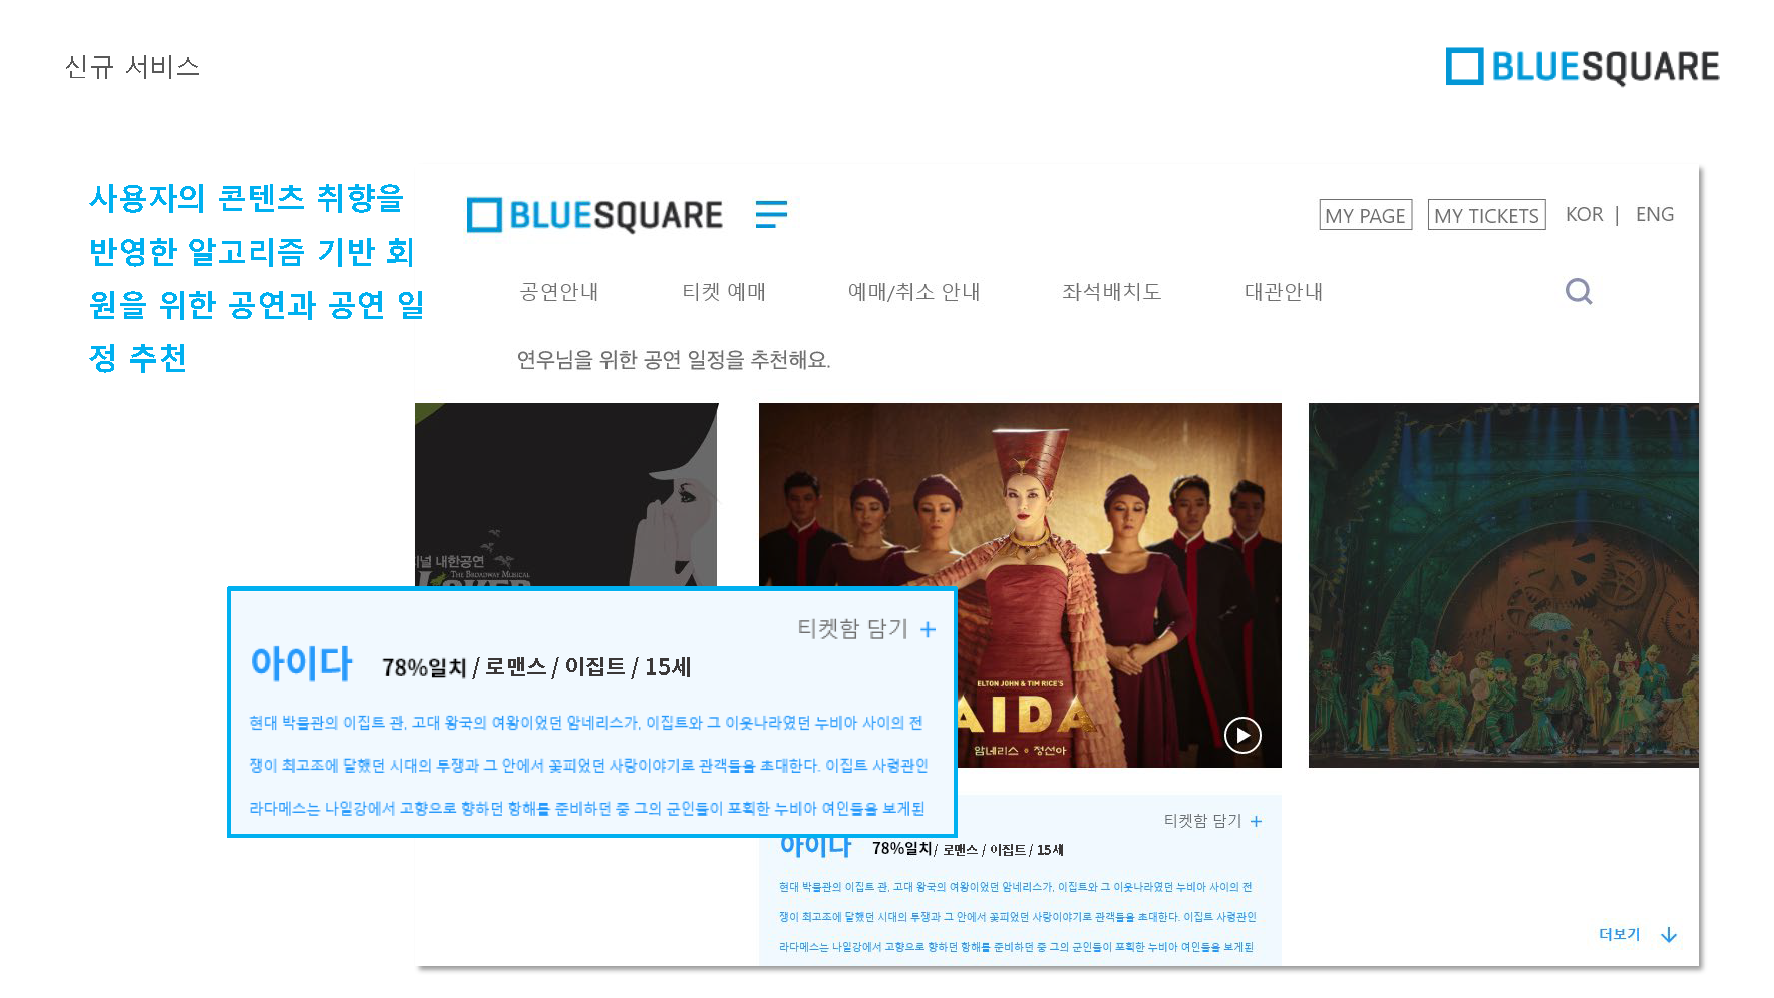 신규 서비스
BLUESQUARE
사용자의 콘텐츠 취향을
반영한 알고리즘 기반 회
원을 위한 공연과 공연 일
정 추천
BLUESQUARE
MY PAGE MY TICKETS KOR | ENG
공연안내 티켓 예매 예매/취소 안내 좌석배치도 대관안내
연우님을 위한 공연 일정을 추천해요.
내한공연
THE BROADWAY MUSICAL
ELTON JOHN & TIM RICE'S
AIDA
암네리스 정선아
티켓함 담기 +
아이다 78%일치 / 로맨스 / 이집트 / 15세
현대 박물관의 이집트 관, 고대 왕국의 여왕이었던 암네리스가, 이집트와 그 이웃나라였던 누비아 사이의 전
쟁이 최고조에 달했던 시대의 투쟁과 그 안에서 꽃피었던 사랑이야기로 관객들을 초대한다. 이집트 사령관인
라다메스는 나일강에서 고향으로 향하던 항해를 준비하던 중 그의 군인들이 포획한 누비아 여인들을 보게된
티켓함 담기 +
아이다 78%일치 / 로맨스 / 이집트 / 15세
현대 박물관의 이집트 관, 고대 왕국의 여왕이었던 암네리스가, 이집트와 그 이웃나라였던 누비아 사이의 전
쟁이 최고조에 달했던 시대의 투쟁과 그 안에서 꽃피었던 사랑이야기로 관객들을 초대한다. 이집트 사령관인
라다메스는 나일강에서 고향으로 향하던 항해를 준비하던 중 그의 군인들이 포획한 누비아 여인들을 보게된
더보기